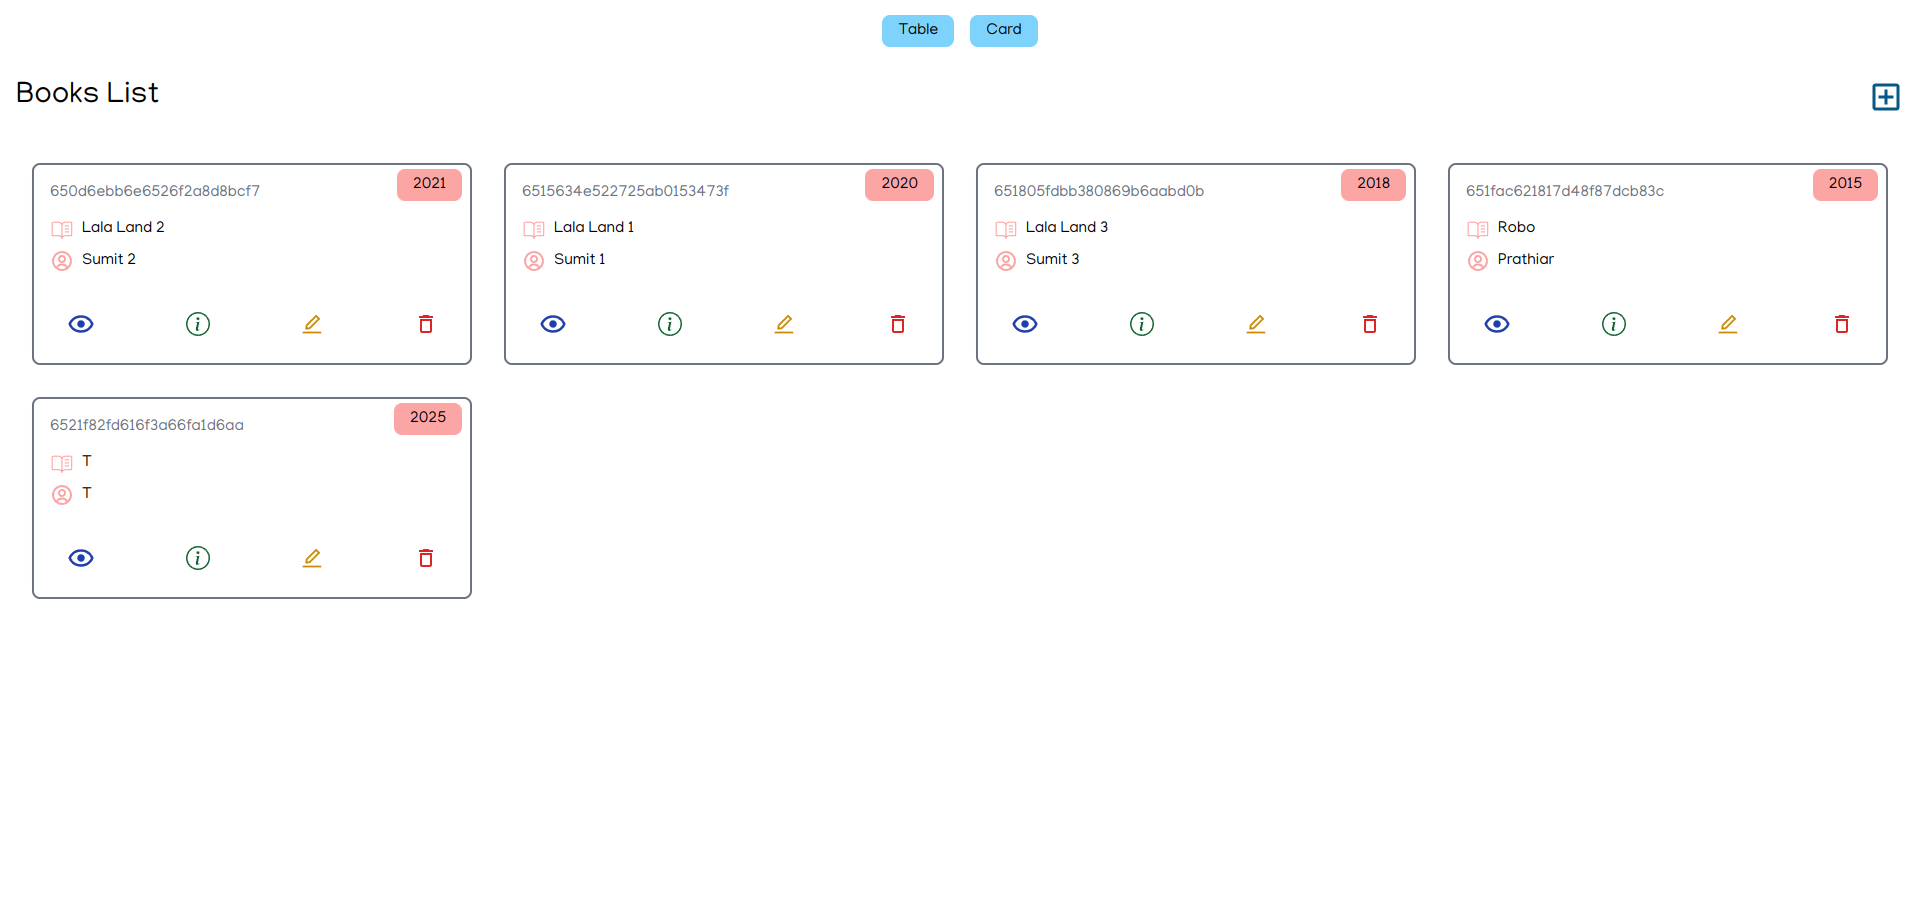 Table
Card
Books List
650d6ebb6e6526f2a8d8bcf7
2021
Lala Land 2
Sumit 2
6515634e522725ab0153473f
2020
Lala Land 1
Sumit 1
651805fdbb380869b6aabd0b
2018
Lala Land 3
Sumit 3
651fac621817d48f87dcb83c
2015
Robo
Prathiar
6521f82fd616f3a66fa1d6aa
2025
T
T